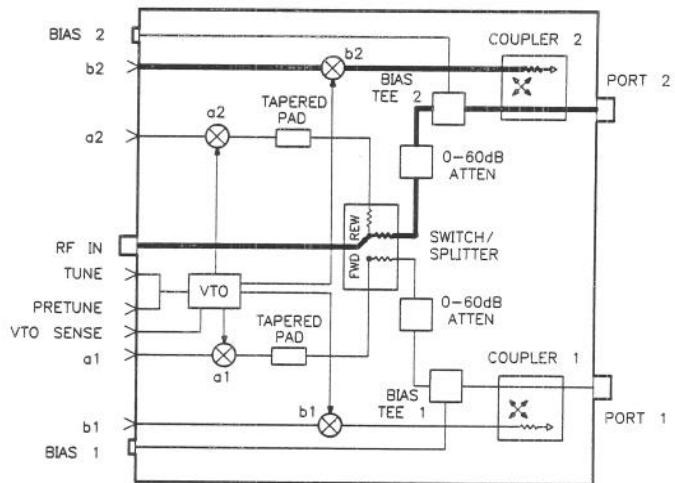 BIAS 2
b2
b2
COUPLER 2
PORT 2
BIAS
TEE 2
TAPERED
PAD
a2
a2
0-60dB
ATTEN
REW
FWD
SWITCH/
SPLITTER
RF IN
TUNE
VTO
PRETUNE
VTO SENSE
0-60dB
ATTEN
TAPERED
PAD
a1
a1
COUPLER 1
BIAS
TEE 1
PORT 1
b1
b1
BIAS 1